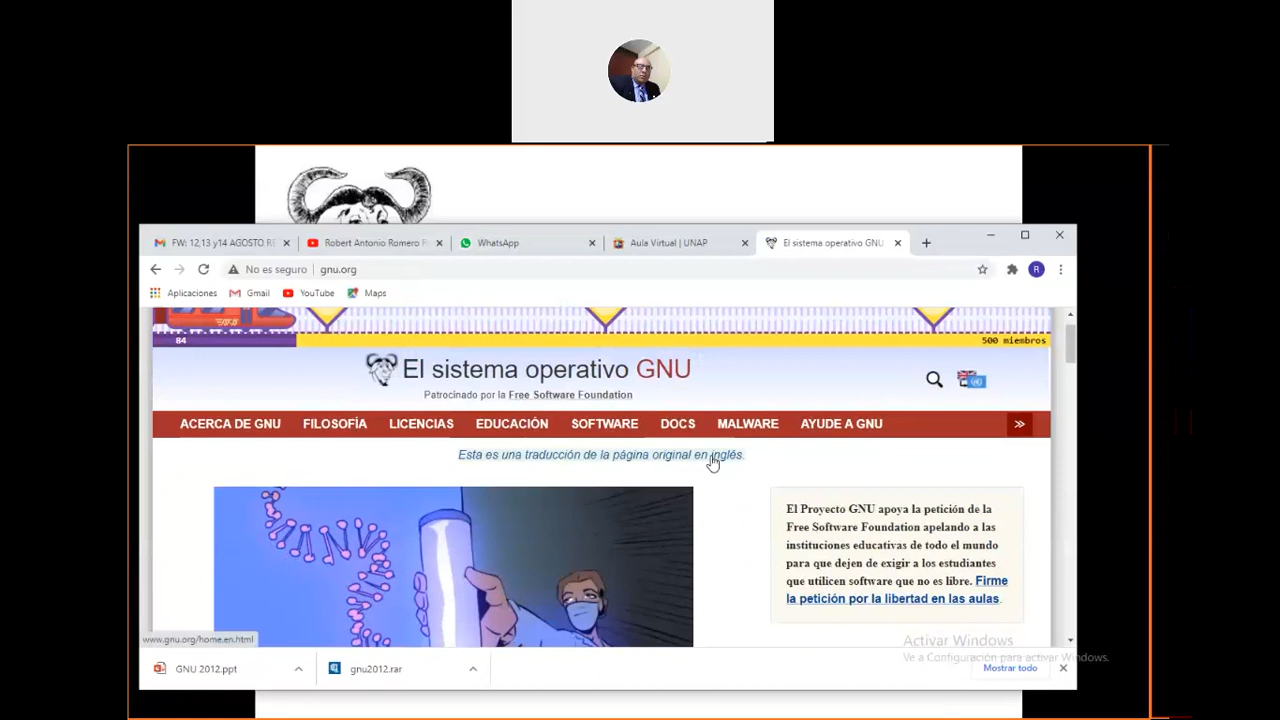 FW: 12,13 y14 AGOSTO RE
Robert Antonio Romero F
WhatsApp
Aula Virtual | UNAP
El sistema operativo GNU
No es seguro | gnu.org
R
Aplicaciones
Gmail
YouTube
Maps
84
500 miembros
El sistema operativo GNU
Patrocinado por la Free Software Foundation
ACERCA DE GNU FILOSOFÍA LICENCIAS EDUCACIÓN SOFTWARE DOCS MALWARE AYUDE A GNU »
Esta es una traducción de la página original en inglés.
El Proyecto GNU apoya la petición de la
Free Software Foundation apelando a las
instituciones educativas de todo el mundo
para que dejen de exigir a los estudiantes
que utilicen software que no es libre. Firme
la petición por la libertad en las aulas.
www.gnu.org/home.en.html
Activar Windows
Ve a Configuración para activar Windows.
GNU 2012.ppt
gnu2012.rar
Mostrar todo